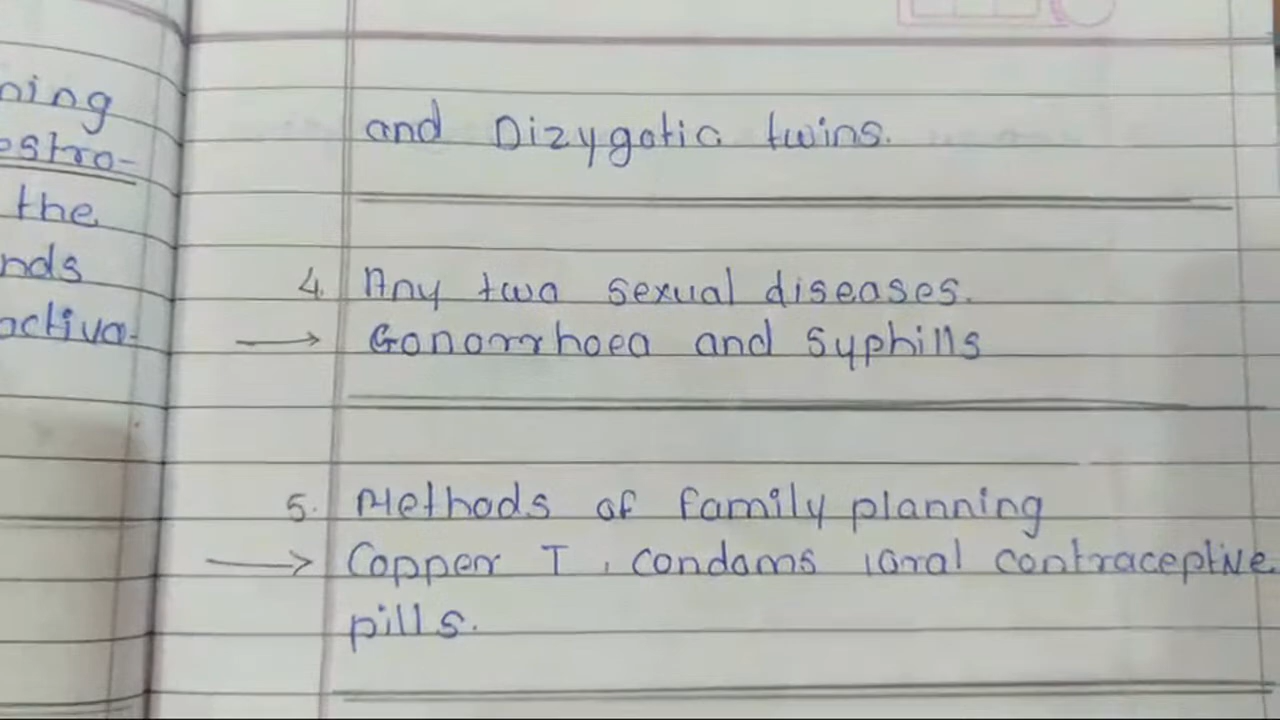 ning
estro-
the
nds
activa-
and Dizygotic twins.
4. Any two sexual diseases.
→ Gonorrhoea and Syphills
5. Methods of family planning
→ Copper T, condoms, oral contraceptive
pills.